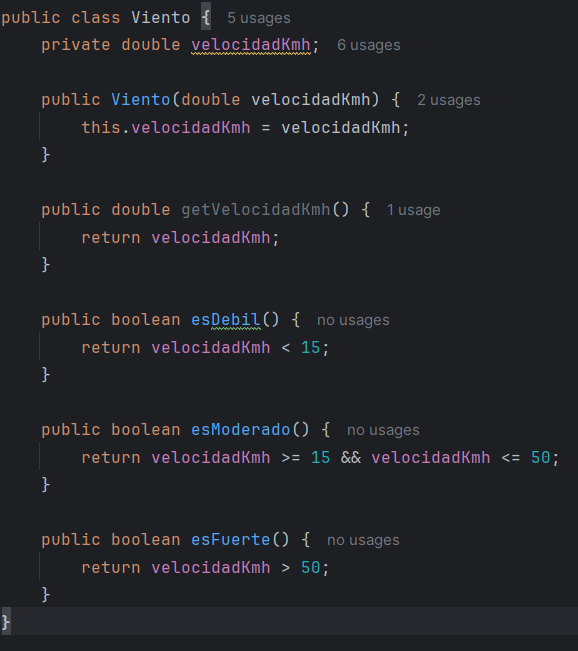 public class Viento { 5 usages
private double velocidadKmh; 6 usages
public Viento(double velocidadKmh) { 2 usages
this.velocidadKmh = velocidadKmh;
}
public double getVelocidadKmh() { 1 usage
return velocidadKmh;
}
public boolean esDebil() { no usages
return velocidadKmh < 15;
}
public boolean esModerado() { no usages
return velocidadKmh >= 15 && velocidadKmh <= 50;
}
public boolean esFuerte() { no usages
return velocidadKmh > 50;
}
}